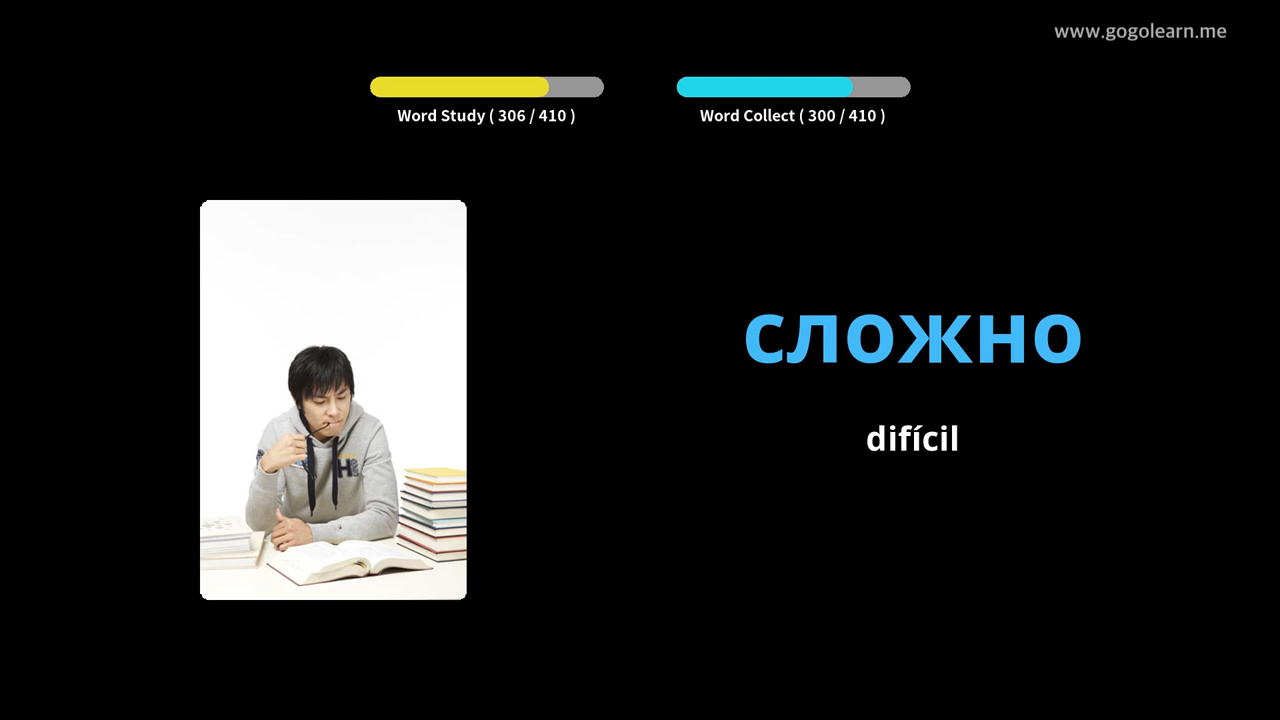 www.gogolearn.me
Word Study ( 306 / 410 )
Word Collect ( 300 / 410 )
сложно
difícil
H